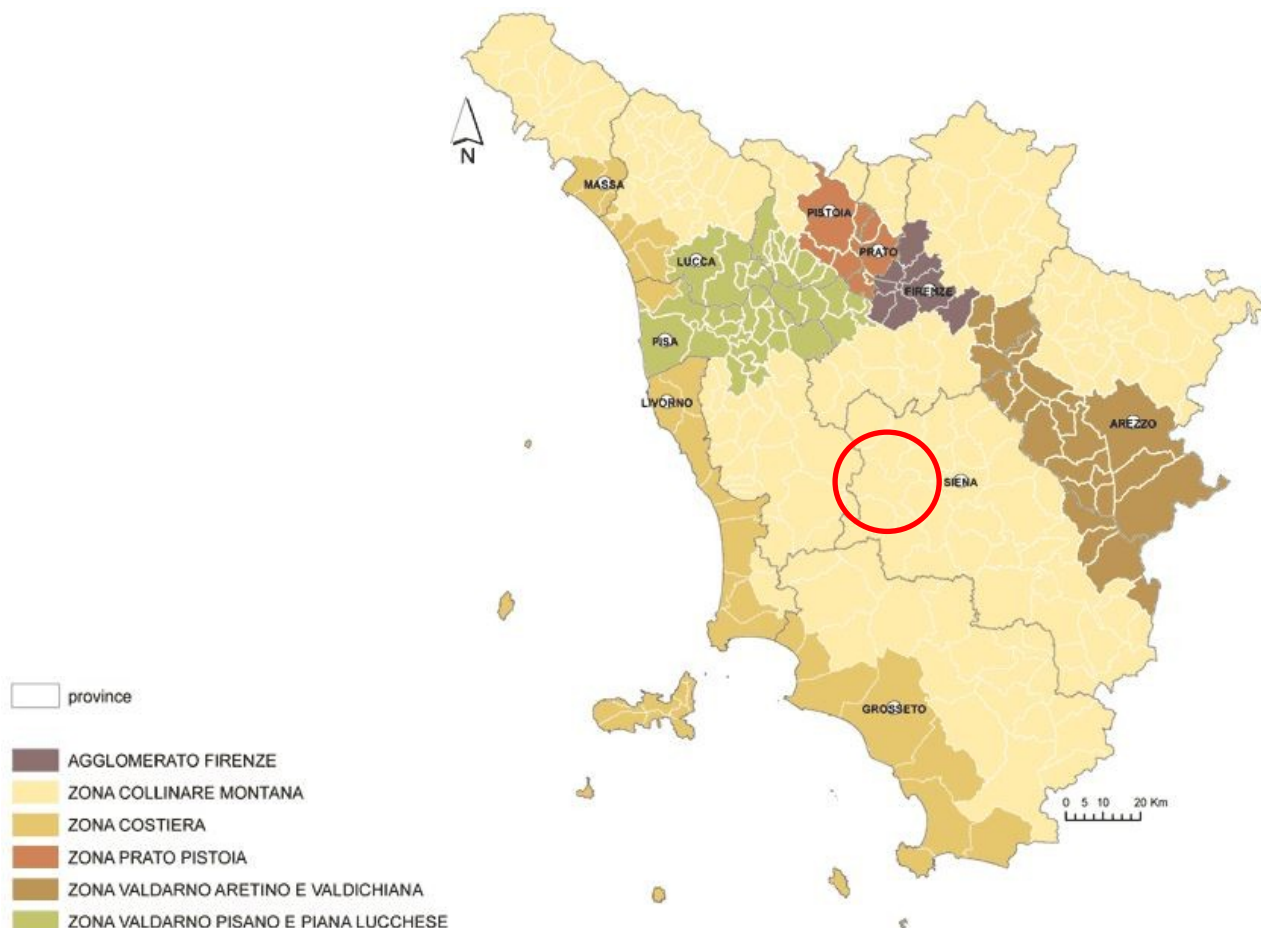 N
MASSA
PISTOIA
PRATO
LUCCA
FIRENZE
PISA
LIVORNO
AREZZO
SIENA
GROSSETO
0 5 10 20 Km
province
AGGLOMERATO FIRENZE
ZONA COLLINARE MONTANA
ZONA COSTIERA
ZONA PRATO PISTOIA
ZONA VALDARNO ARETINO E VALDICHIANA
ZONA VALDARNO PISANO E PIANA LUCCHESE